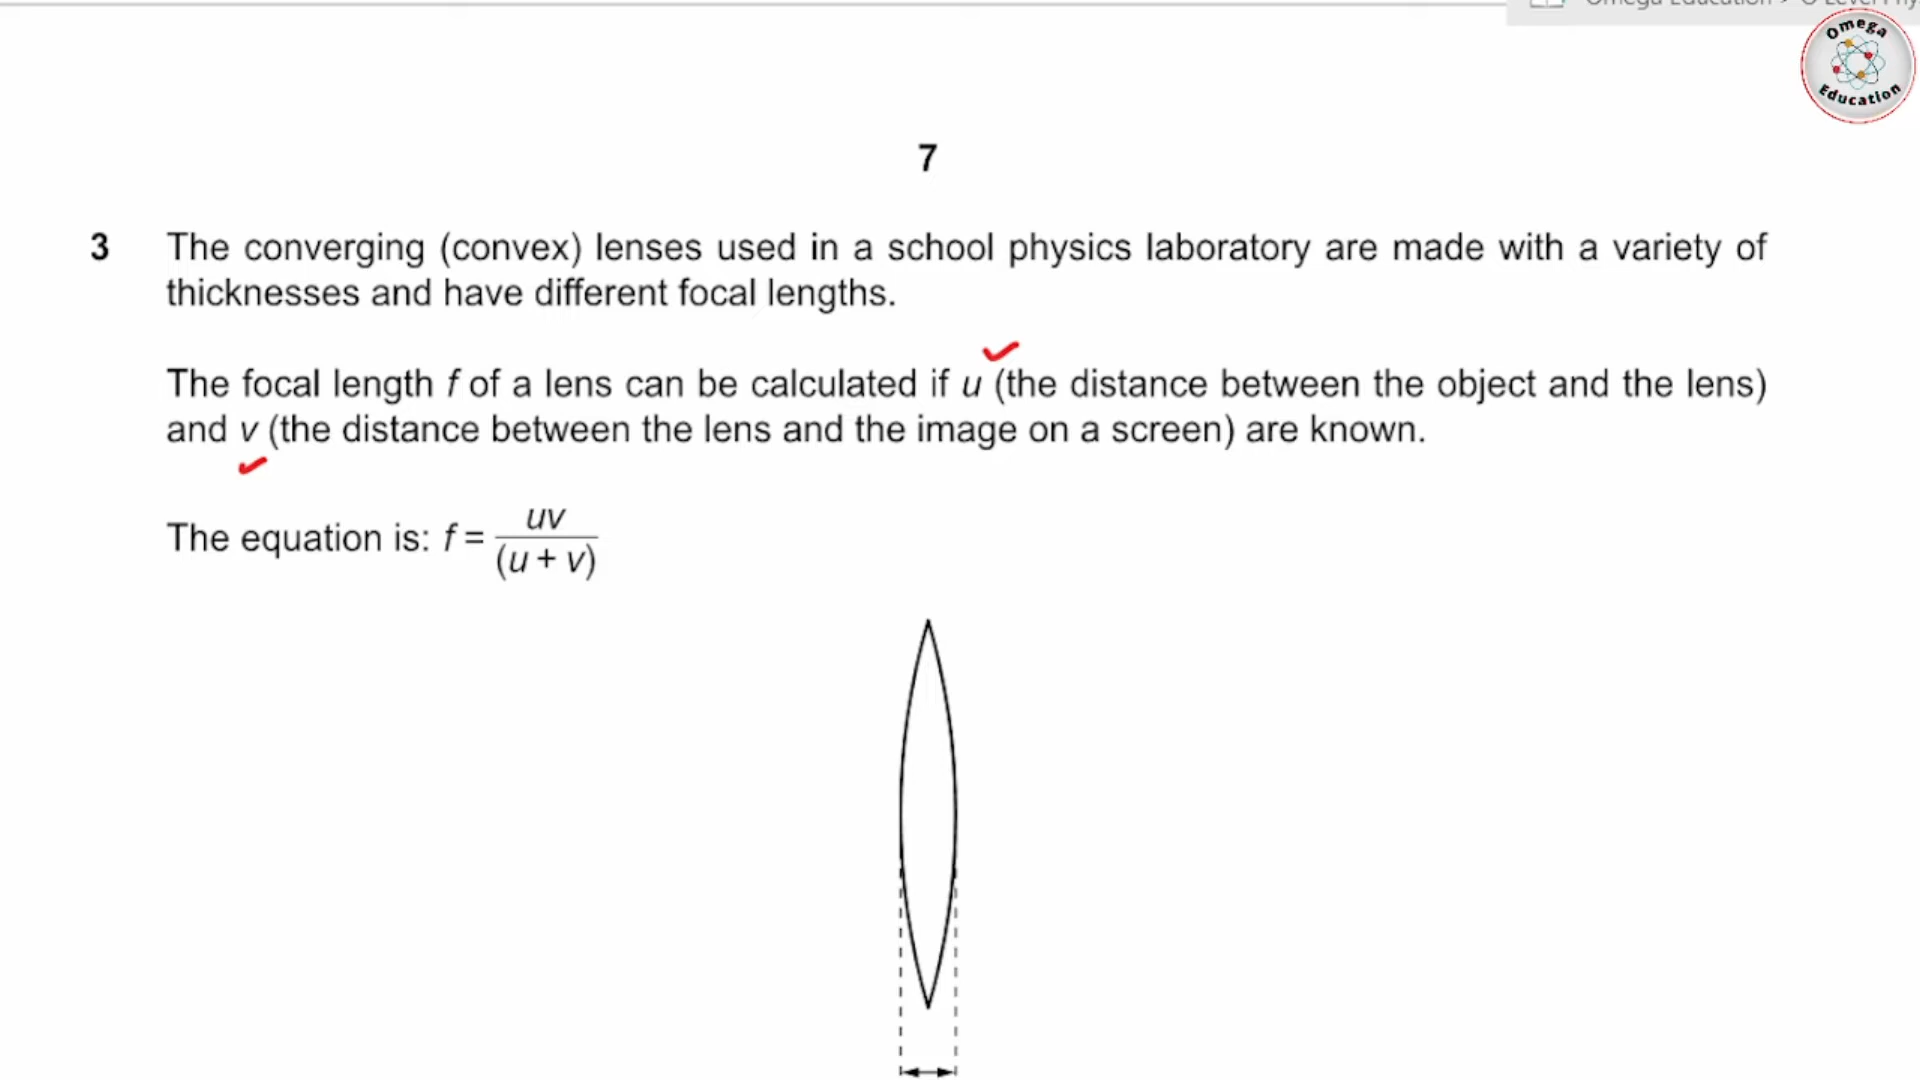 Omega Education
Omega
Education
7
3 The converging (convex) lenses used in a school physics laboratory are made with a variety of
thicknesses and have different focal lengths.
The focal length f of a lens can be calculated if u (the distance between the object and the lens)
and v (the distance between the lens and the image on a screen) are known.
The equation is: f = uv
(u + v)